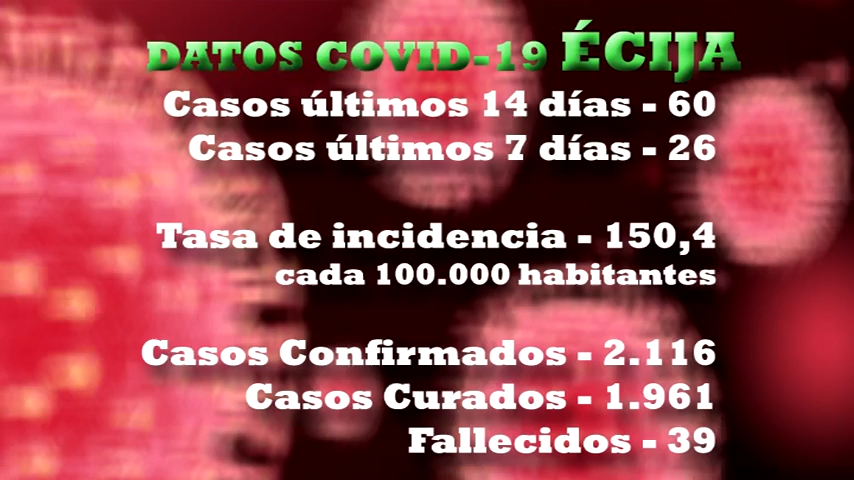 DATOS COVID-19 ÉCIJA
Casos últimos 14 días - 60
Casos últimos 7 días - 26
Tasa de incidencia - 150,4
cada 100.000 habitantes
Casos Confirmados - 2.116
Casos Curados - 1.961
Fallecidos - 39